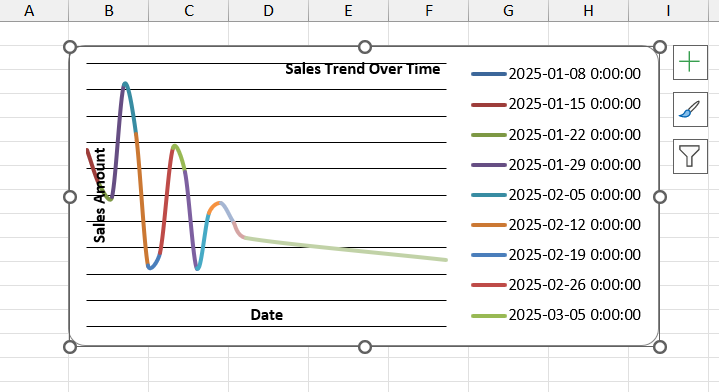 A B C D E F G H I
Sales Trend Over Time
Sales Amount
Date
2025-01-08 0:00:00
2025-01-15 0:00:00
2025-01-22 0:00:00
2025-01-29 0:00:00
2025-02-05 0:00:00
2025-02-12 0:00:00
2025-02-19 0:00:00
2025-02-26 0:00:00
2025-03-05 0:00:00